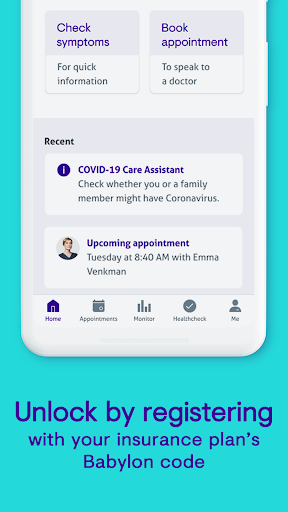 Check
symptoms
For quick
information
Book
appointment
To speak to
a doctor
Recent
COVID-19 Care Assistant
Check whether you or a family
member might have Coronavirus.
Upcoming appointment
Tuesday at 8:40 AM with Emma
Venkman
Home Appointments Monitor Healthcheck Me
Unlock by registering
with your insurance plan's
Babylon code